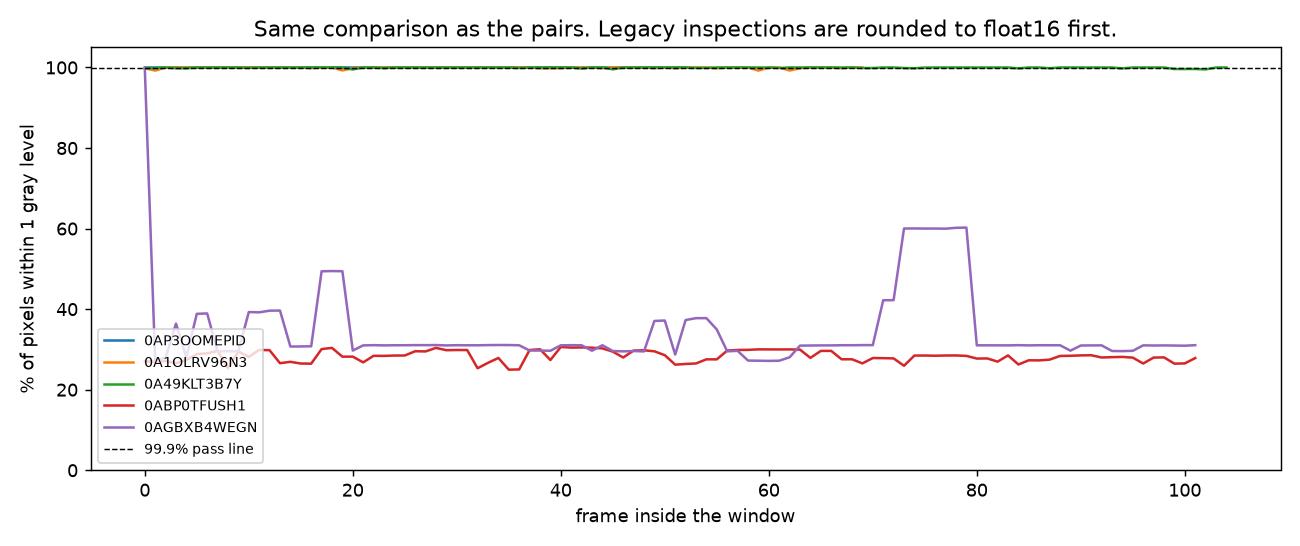 Same comparison as the pairs. Legacy inspections are rounded to float16 first.
% of pixels within 1 gray level
100
80
60
40
20
0
0AP3OOMEPID
0A1OLRV96N3
0A49KLT3B7Y
0ABP0TFUSH1
0AGBXB4WEGN
99.9% pass line
0
20
40
60
80
100
frame inside the window